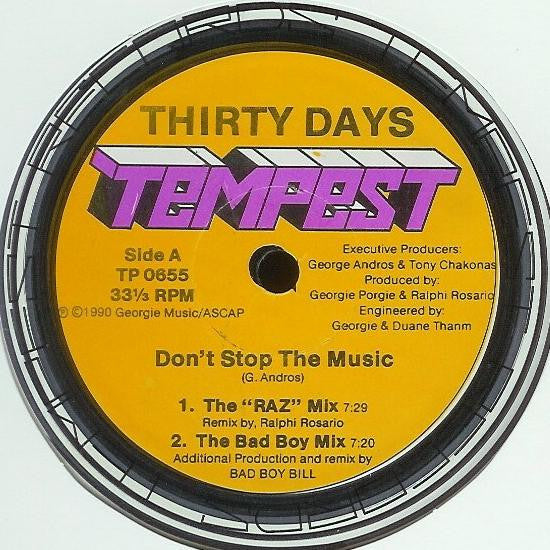 THIRTY DAYS
TEMPEST
Side A
TP 0655
33⅓ RPM
℗ ©1990 Georgie Music/ASCAP
Executive Producers:
George Andros & Tony Chakonas
Produced by:
Georgie Porgie & Ralphi Rosario
Engineered by:
Georgie & Duane Thanm
Don't Stop The Music
(G. Andros)
1. The “RAZ” Mix 7:29
Remix by, Ralphi Rosario
2. The Bad Boy Mix 7:20
Additional Production and remix by
BAD BOY BILL